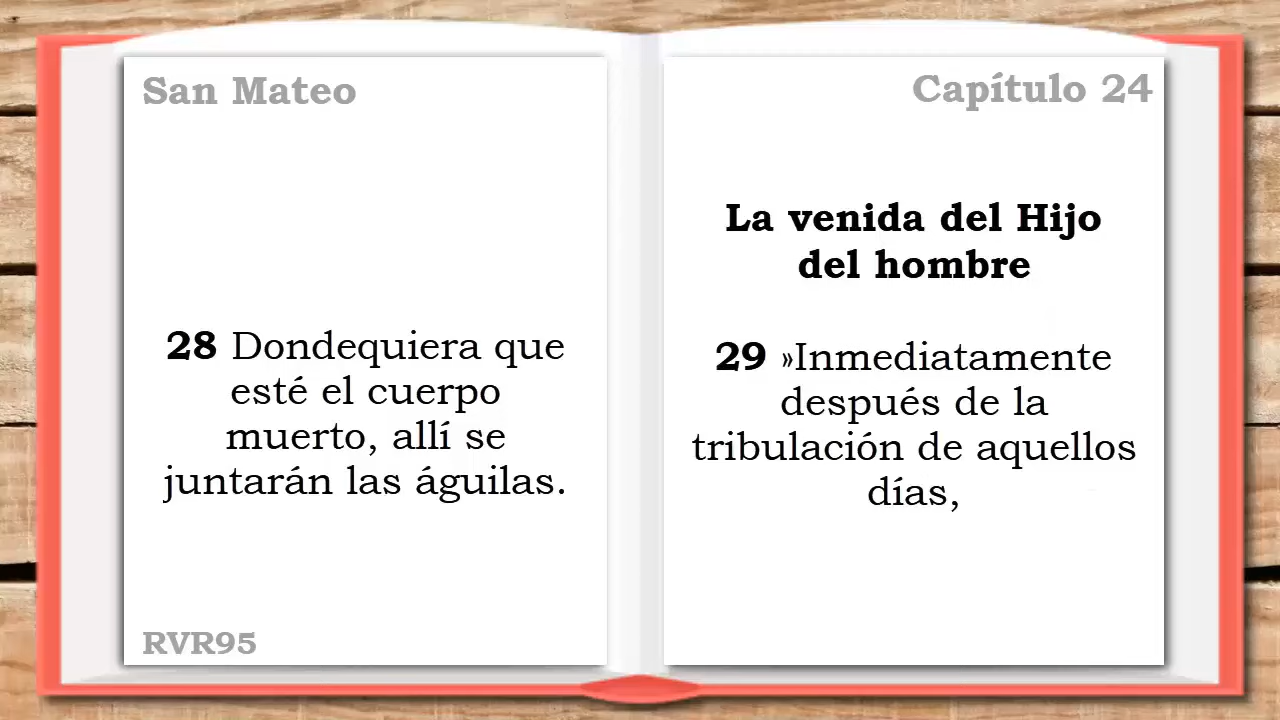 San Mateo
28 Dondequiera que
esté el cuerpo
muerto, allí se
juntarán las águilas.
RVR95
Capítulo 24
La venida del Hijo
del hombre
29 »Inmediatamente
después de la
tribulación de aquellos
días,